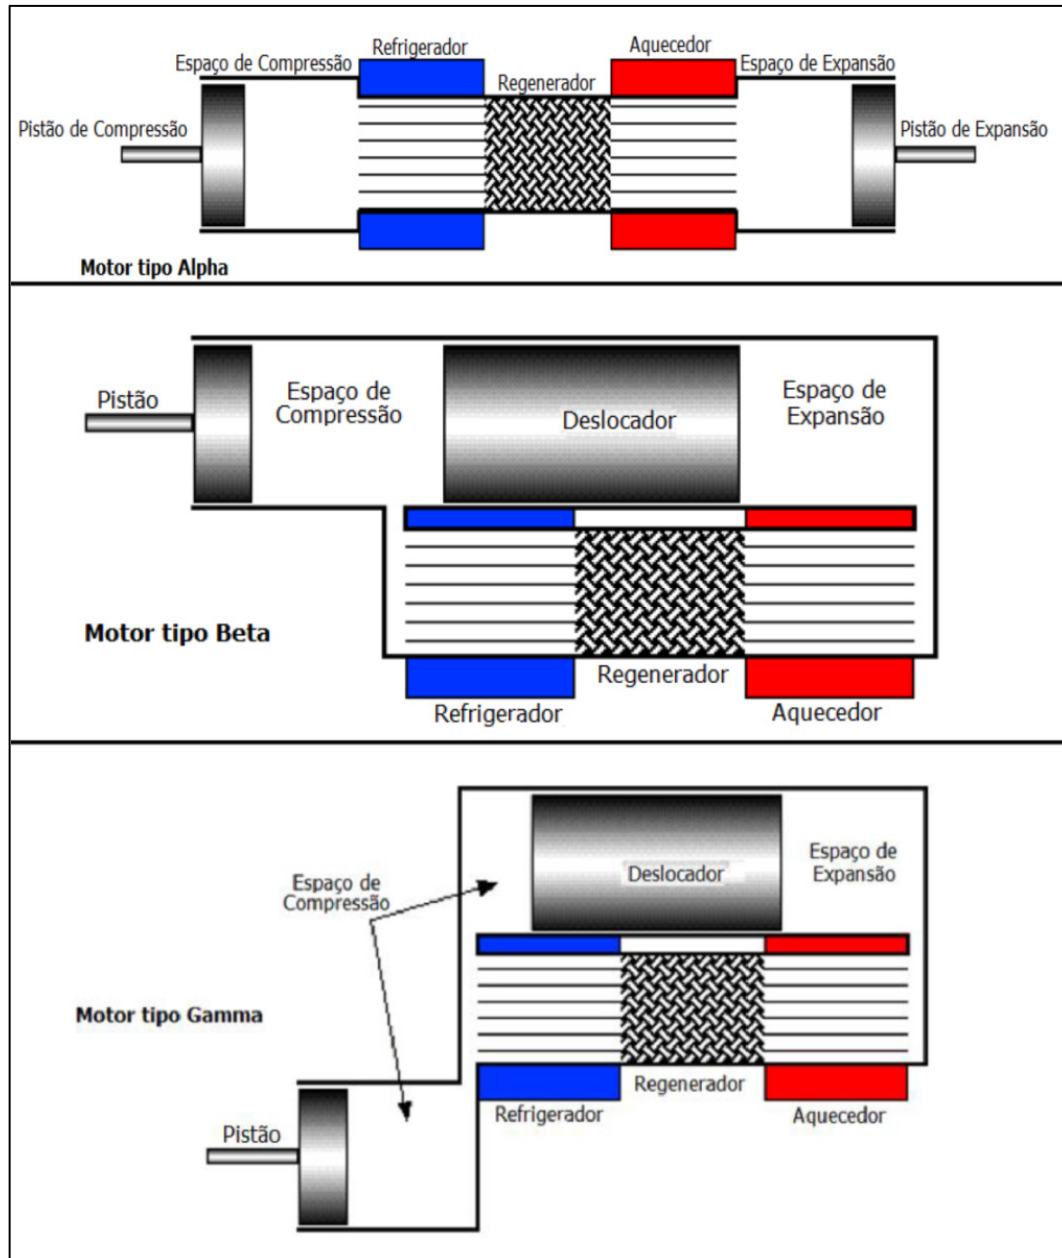 Refrigerador
Aquecedor
Espaço de Compressão
Espaço de Expansão
Regenerador
Pistão de Compressão
Pistão de Expansão
Motor tipo Alpha
Pistão
Espaço de
Compressão
Deslocador
Espaço de
Expansão
Motor tipo Beta
Regenerador
Refrigerador
Aquecedor
Espaço de
Compressão
Deslocador
Espaço de
Expansão
Motor tipo Gamma
Regenerador
Refrigerador
Aquecedor
Pistão